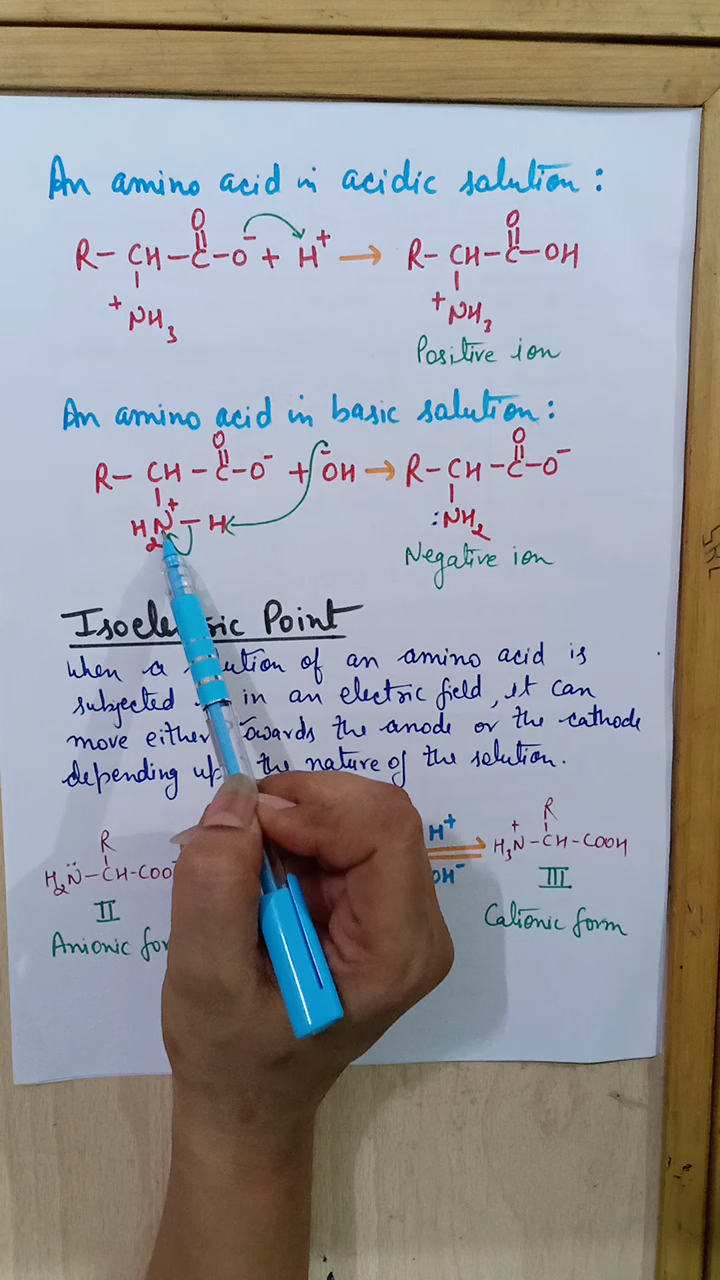 An amino acid in acidic solution:
O
R–CH–C–O⁻ + H⁺ → R–CH–C–OH
O
⁺NH₃
⁺NH₃
Positive ion
An amino acid in basic solution:
O
R–CH–C–O⁻ + ⁻OH → R–CH–C–O⁻
O
H₂N⁺–H
:NH₂
Negative ion
Isoelectric Point
When a of an amino acid is
subjected in an electric field, it can
move either towards the anode or the cathode
depending the nature of the solution.
R
H₂N̈–CH–COO
II
Anionic
H⁺
OH⁻
R
H₃N⁺–CH–COOH
III
Cationic form